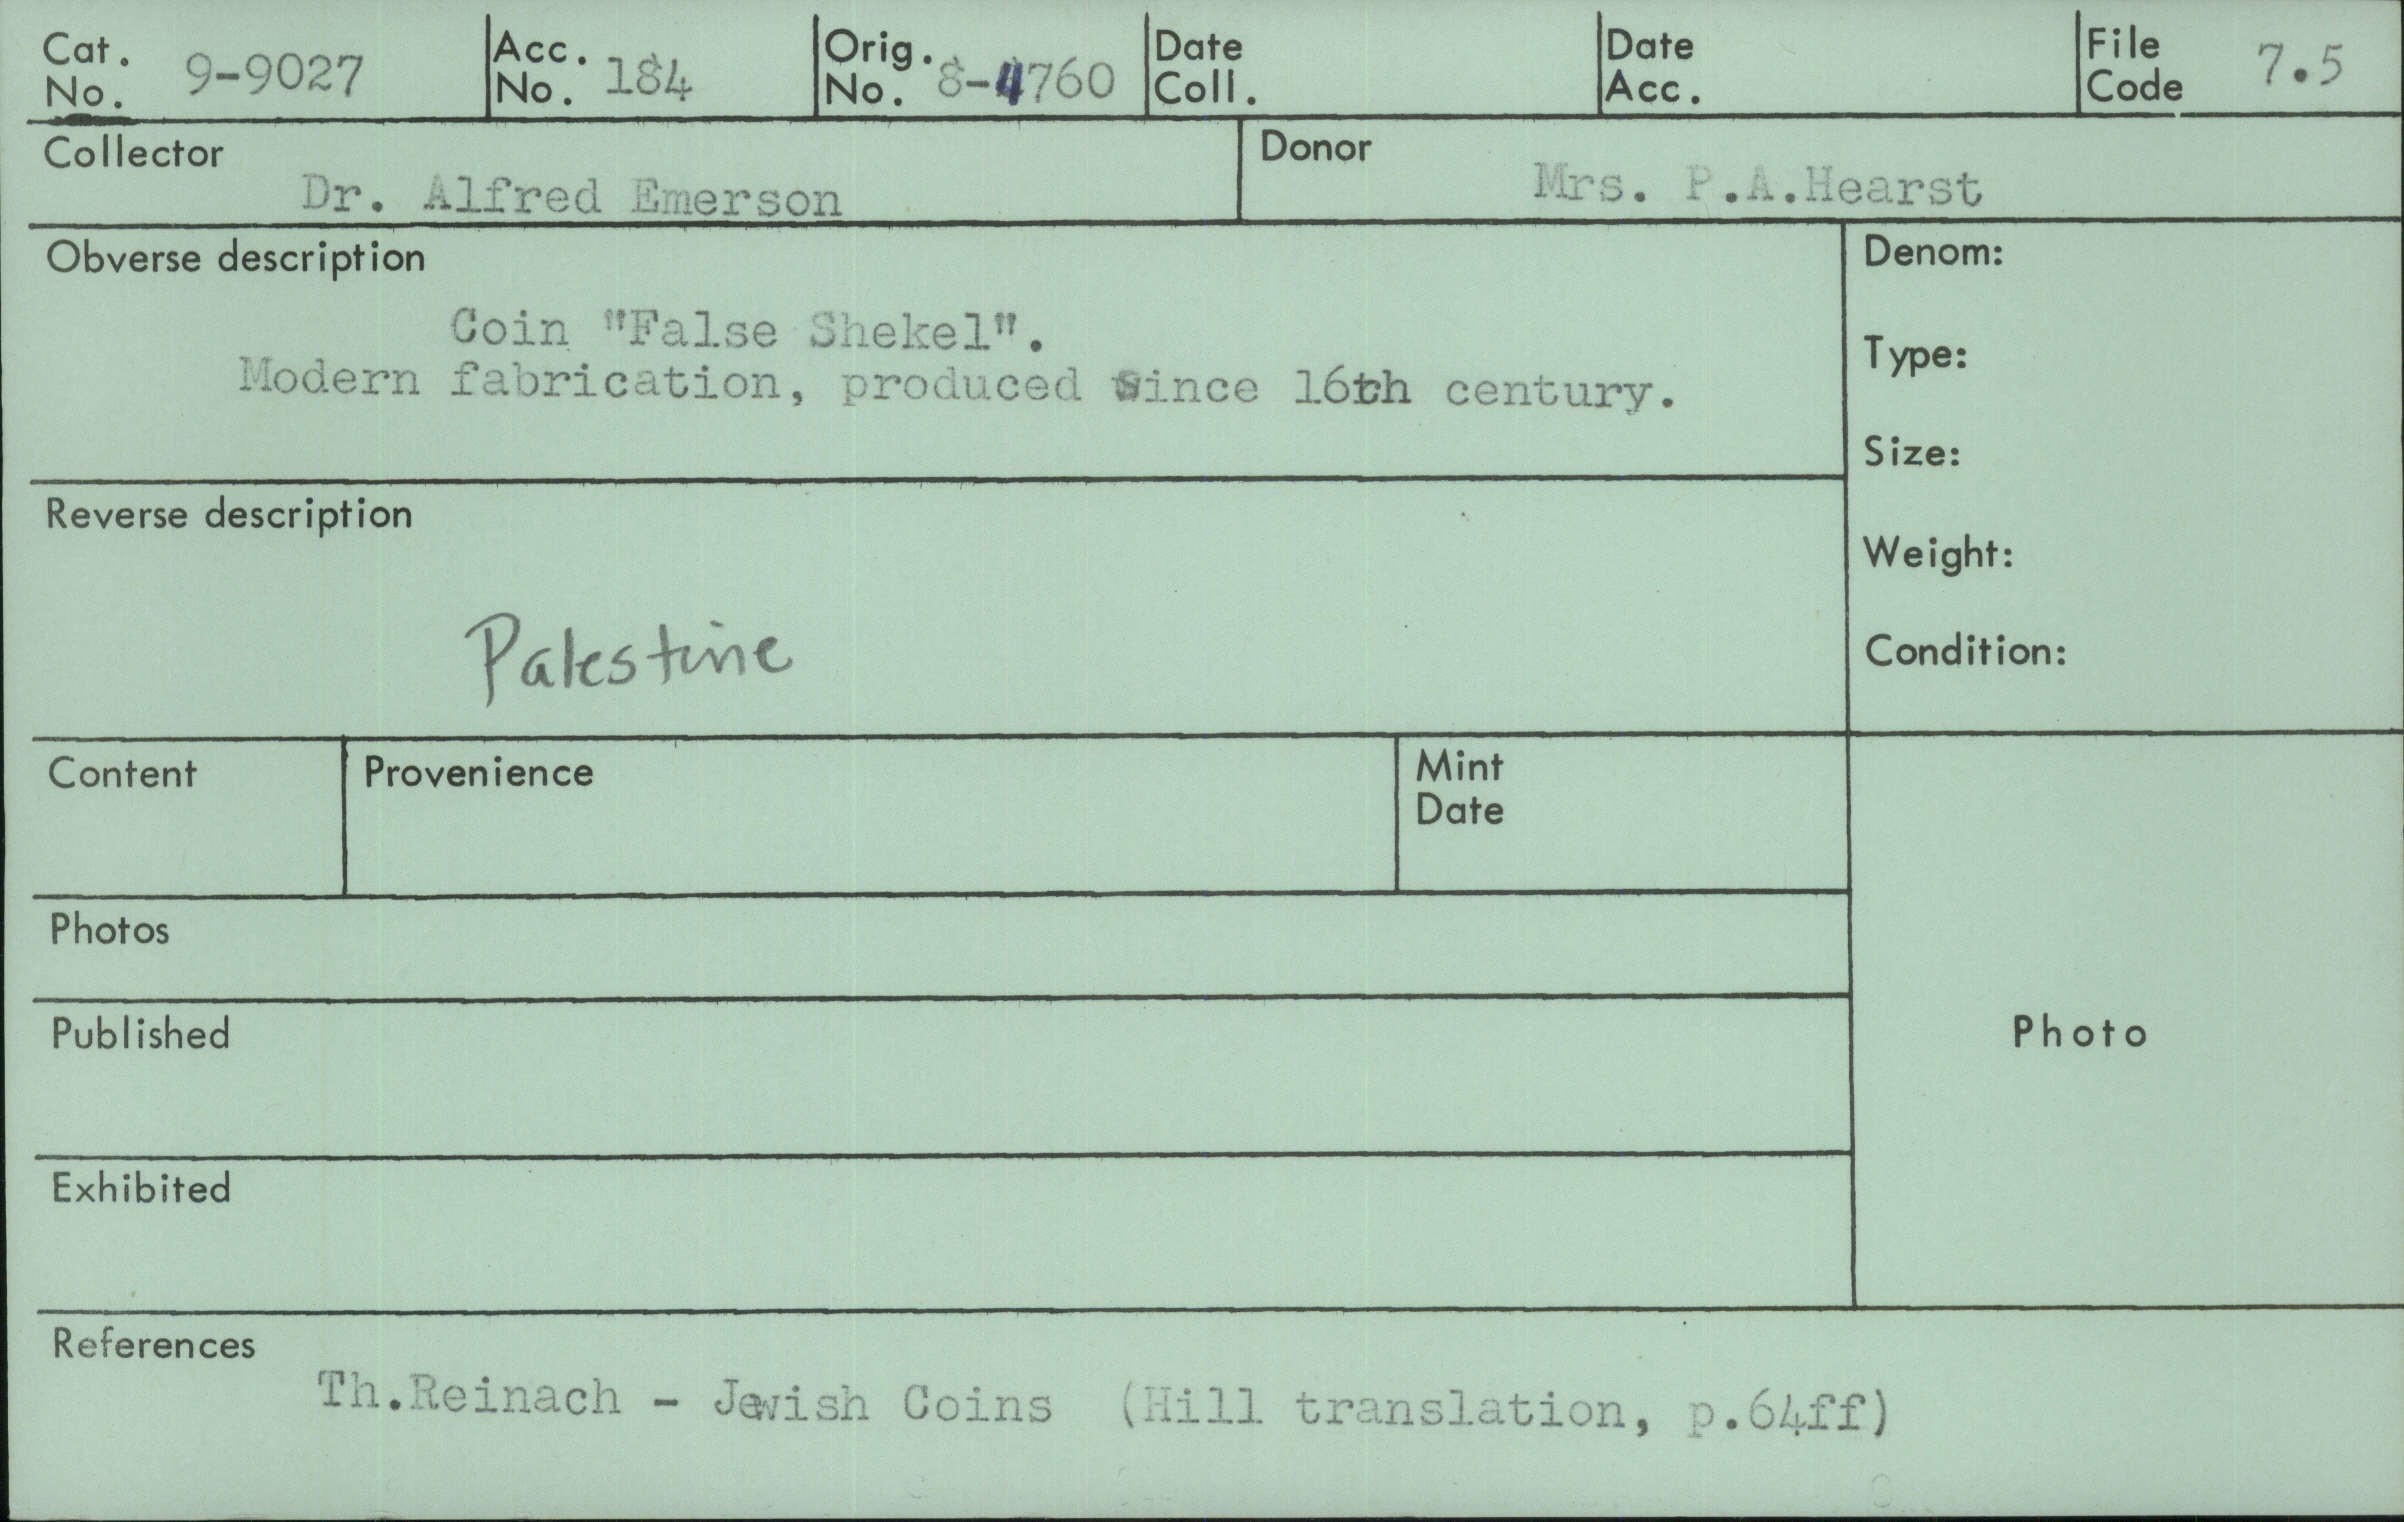 Cat. No. 9-9027 Acc. No. 184 Orig. No. 8-4760 Date Coll. Date Acc. File Code 7.5
Collector Dr. Alfred Emerson Donor Mrs. P.A.Hearst
Obverse description Denom:
Coin "False Shekel".
Type:
Modern fabrication, produced since 16th century.
Size:
Reverse description
Weight:
Palestine
Condition:
Content Provenience Mint Date
Photos
Published
Photo
Exhibited
References
Th.Reinach - Jewish Coins (Hill translation, p.64ff)